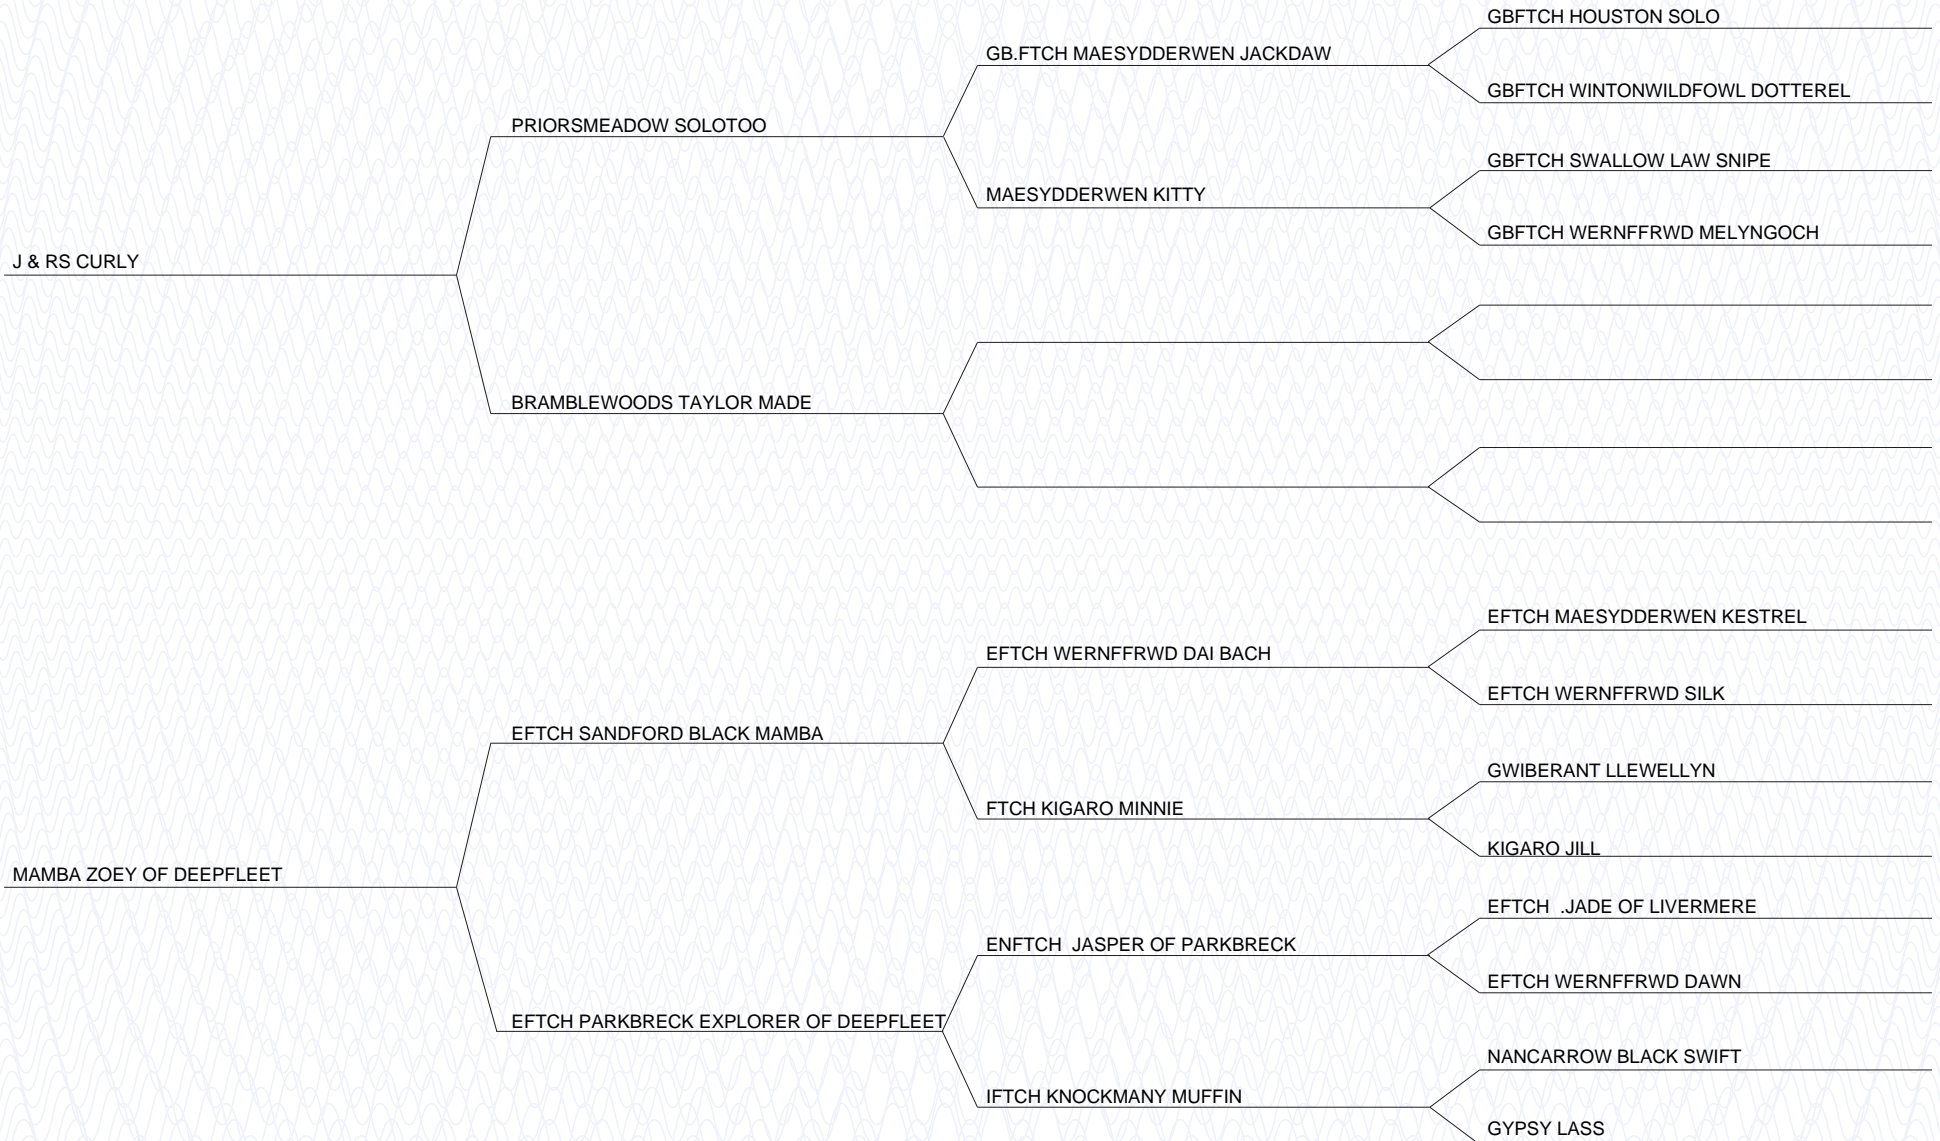 GBFTCH HOUSTON SOLO
GB.FTCH MAESYDDERWEN JACKDAW
GBFTCH WINTONWILDFOWL DOTTEREL
PRIORSMEADOW SOLOTOO
GBFTCH SWALLOW LAW SNIPE
MAESYDDERWEN KITTY
GBFTCH WERNFFRWD MELYNGOCH
J & RS CURLY
BRAMBLEWOODS TAYLOR MADE
EFTCH MAESYDDERWEN KESTREL
EFTCH WERNFFRWD DAI BACH
EFTCH WERNFFRWD SILK
EFTCH SANDFORD BLACK MAMBA
GWIBERANT LLEWELLYN
FTCH KIGARO MINNIE
KIGARO JILL
MAMBA ZOEY OF DEEPFLEET
EFTCH  .JADE OF LIVERMERE
ENFTCH  JASPER OF PARKBRECK
EFTCH WERNFFRWD DAWN
EFTCH PARKBRECK EXPLORER OF DEEPFLEET
NANCARROW BLACK SWIFT
IFTCH KNOCKMANY MUFFIN
GYPSY LASS